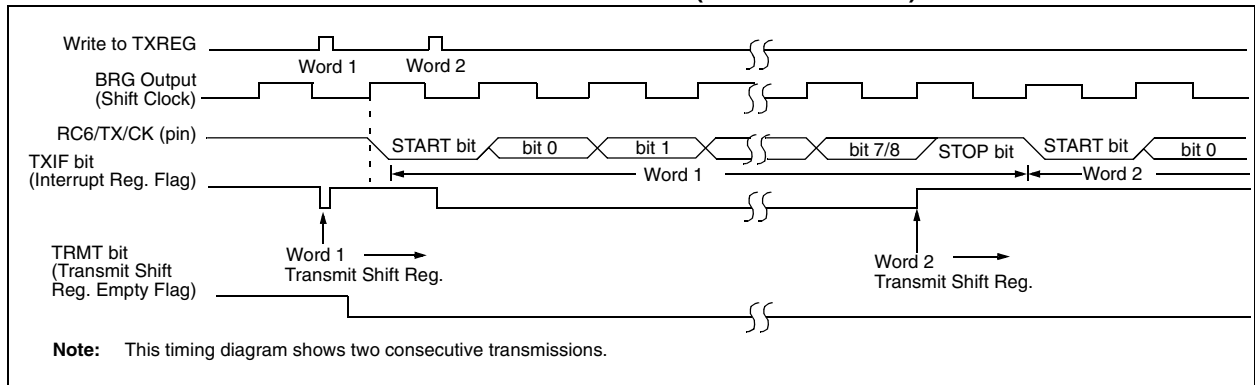 Write to TXREG
Word 1
Word 2
BRG Output
(Shift Clock)
RC6/TX/CK (pin)
START bit
bit 0
bit 1
bit 7/8
STOP bit
START bit
bit 0
TXIF bit
(Interrupt Reg. Flag)
Word 1
Word 2
TRMT bit
(Transmit Shift
Reg. Empty Flag)
Word 1
Transmit Shift Reg.
Word 2
Transmit Shift Reg.
Note: This timing diagram shows two consecutive transmissions.